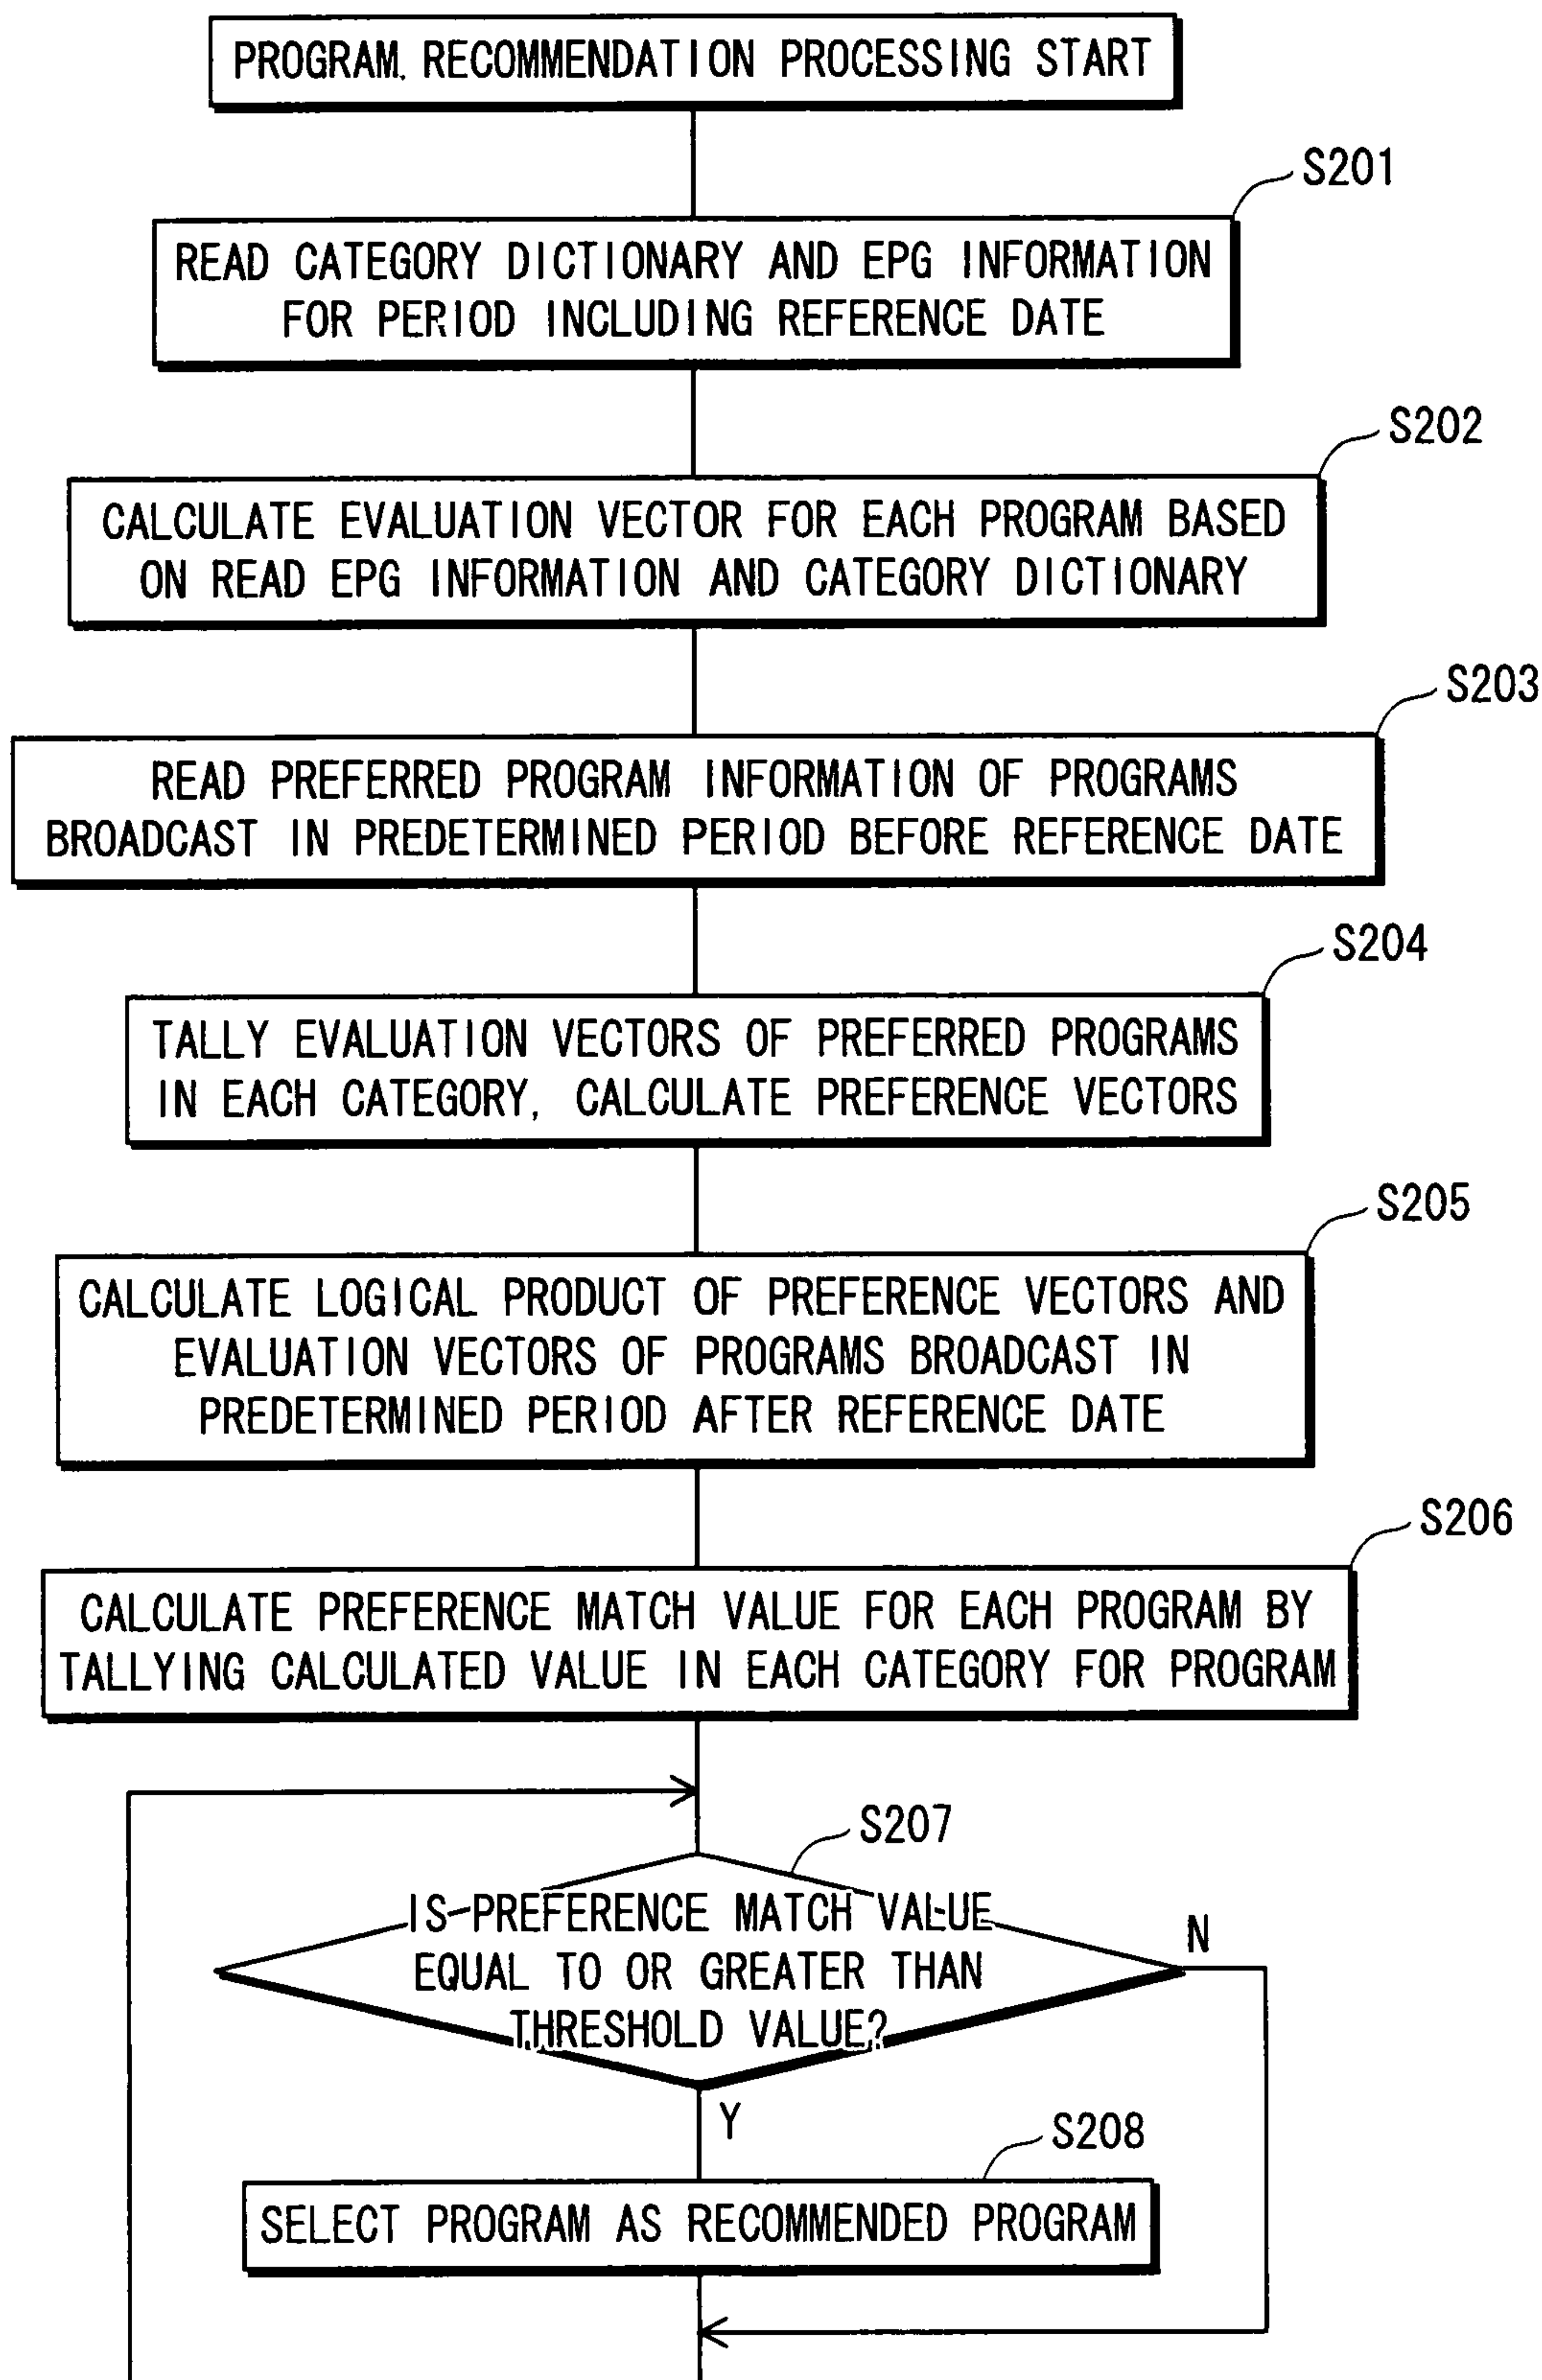 PROGRAM. RECOMMENDATION PROCESSING START
S201
READ CATEGORY DICTIONARY AND EPG INFORMATION
FOR PERIOD INCLUDING REFERENCE DATE
S202
CALCULATE EVALUATION VECTOR FOR EACH PROGRAM BASED
ON READ EPG INFORMATION AND CATEGORY DICTIONARY
S203
READ PREFERRED PROGRAM INFORMATION OF PROGRAMS
BROADCAST IN PREDETERMINED PERIOD BEFORE REFERENCE DATE
S204
TALLY EVALUATION VECTORS OF PREFERRED PROGRAMS
IN EACH CATEGORY, CALCULATE PREFERENCE VECTORS
S205
CALCULATE LOGICAL PRODUCT OF PREFERENCE VECTORS AND
EVALUATION VECTORS OF PROGRAMS BROADCAST IN
PREDETERMINED PERIOD AFTER REFERENCE DATE
S206
CALCULATE PREFERENCE MATCH VALUE FOR EACH PROGRAM BY
TALLYING CALCULATED VALUE IN EACH CATEGORY FOR PROGRAM
S207
IS PREFERENCE MATCH VALUE
EQUAL TO OR GREATER THAN
THRESHOLD VALUE?
N
Y
S208
SELECT PROGRAM AS RECOMMENDED PROGRAM